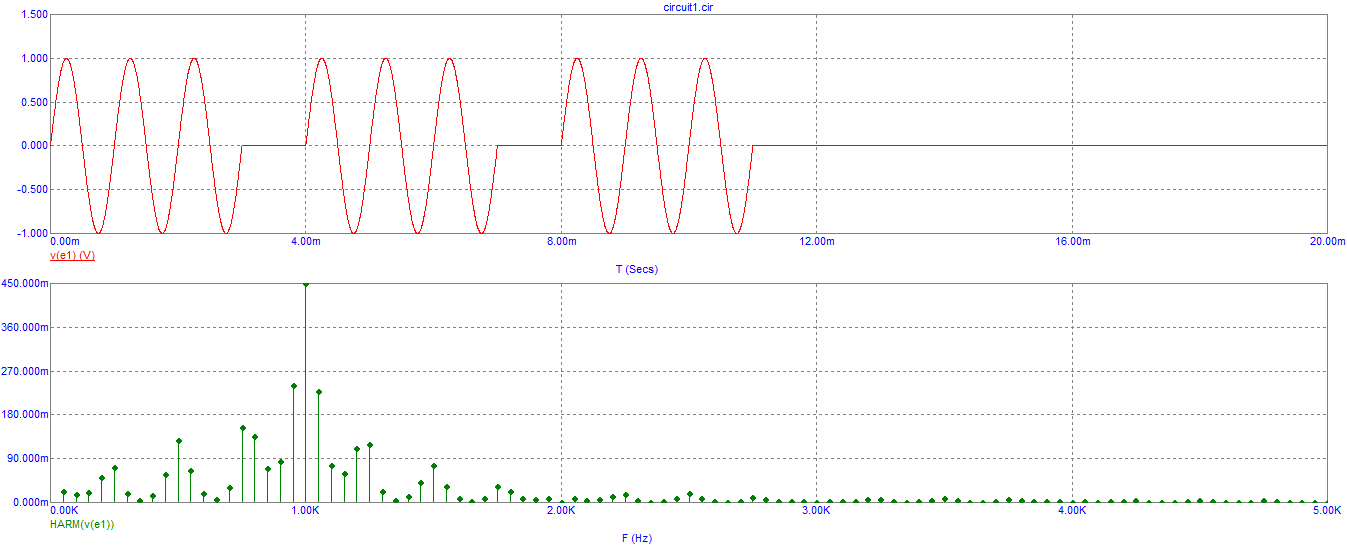 circuit1.cir
1.500
1.000
0.500
0.000
-0.500
-1.000
0.00m 4.00m 8.00m 12.00m 16.00m 20.00m
v(e1) (V)
T (Secs)
450.000m
360.000m
270.000m
180.000m
90.000m
0.000m
0.00K 1.00K 2.00K 3.00K 4.00K 5.00K
HARM(v(e1))
F (Hz)